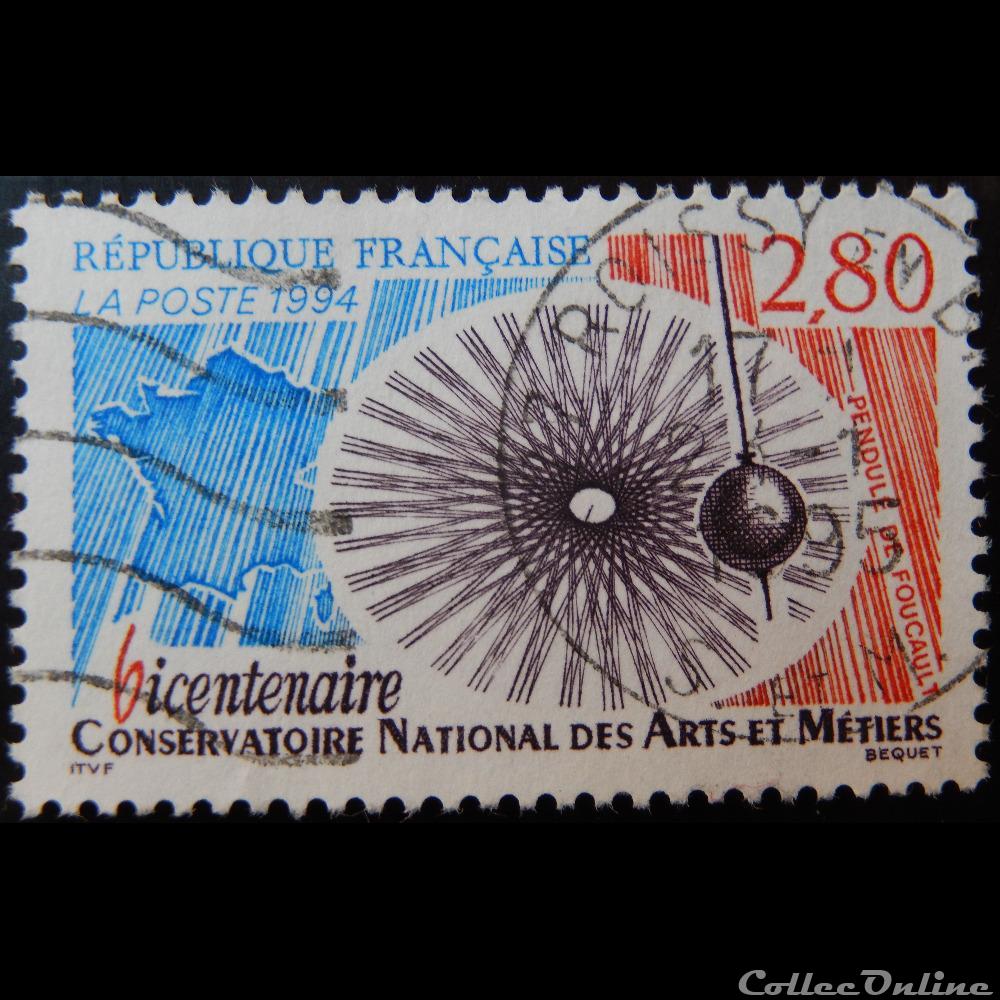 RÉPUBLIQUE FRANÇAISE
2,80
LA POSTE 1994
PENDULE DE FOUCAULT
bicentenaire
CONSERVATOIRE NATIONAL DES ARTS ET MÉTIERS
ITVF
BEQUET
ColleeOnline